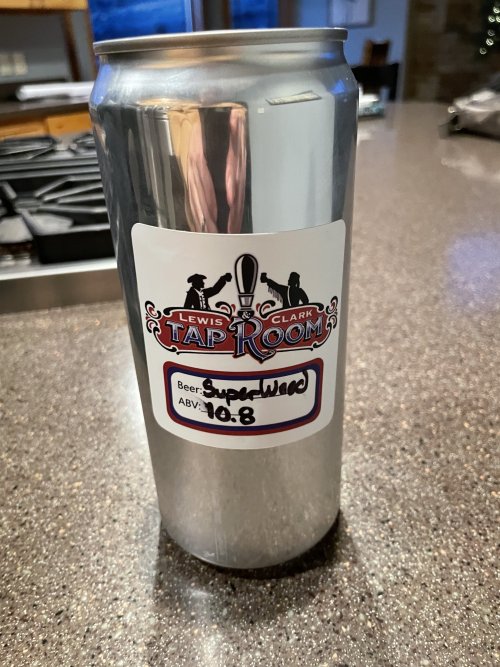 LEWIS & CLARK
TAP ROOM
Beer: SuperWeed
ABV: 10.8